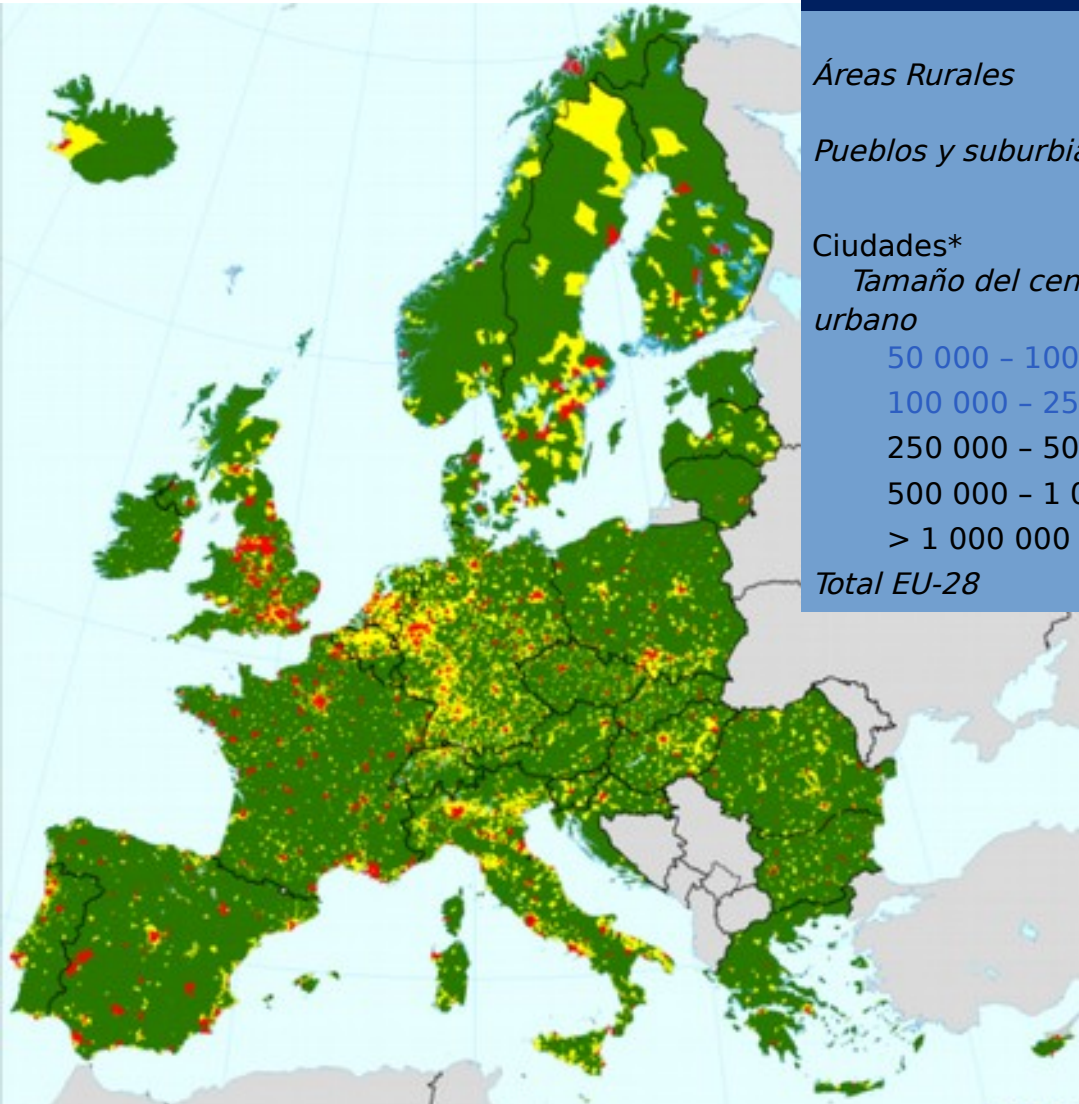 Áreas Rurales
Pueblos y suburbia
Ciudades*
Tamaño del cen
urbano
50 000 – 100
100 000 – 25
250 000 – 50
500 000 – 1 0
> 1 000 000
Total EU-28